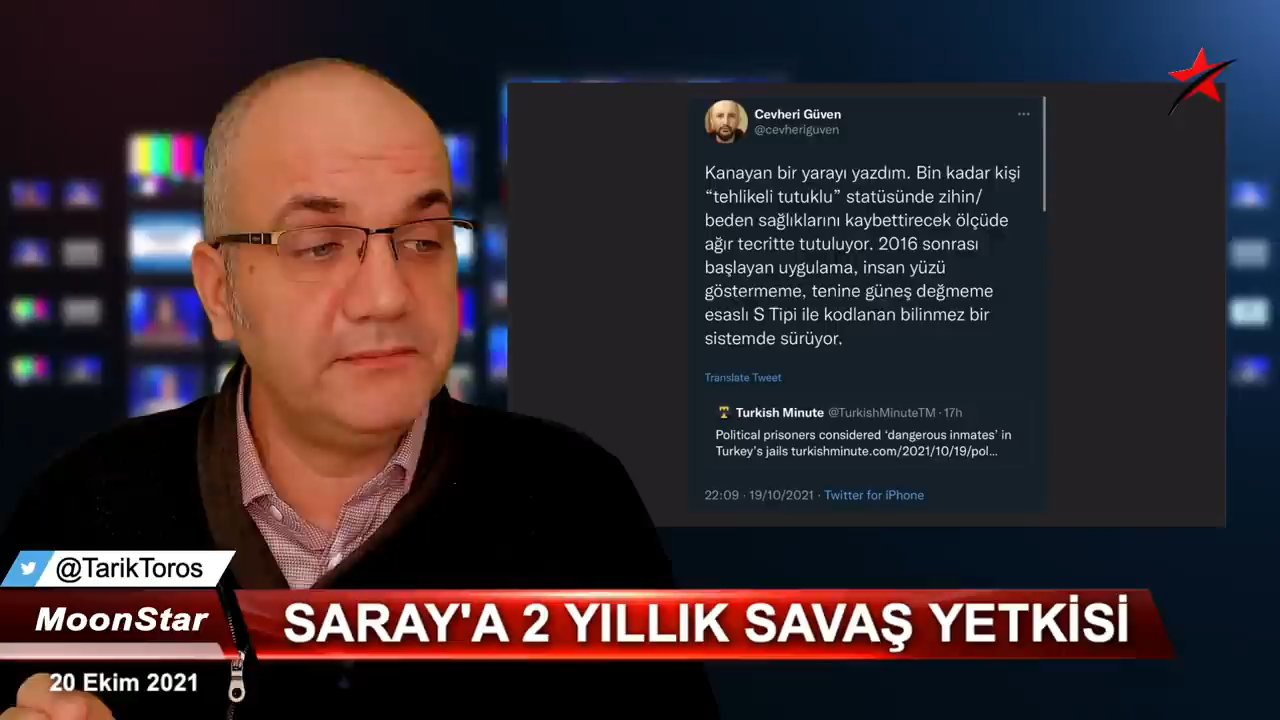 Cevheri Güven
@cevheriguven
Kanayan bir yarayı yazdım. Bin kadar kişi
“tehlikeli tutuklu” statüsünde zihin/
beden sağlıklarını kaybettirecek ölçüde
ağır tecritte tutuluyor. 2016 sonrası
başlayan uygulama, insan yüzü
göstermeme, tenine güneş değmeme
esaslı S Tipi ile kodlanan bilinmez bir
sistemde sürüyor.
Translate Tweet
Turkish Minute @TurkishMinuteTM · 17h
Political prisoners considered ‘dangerous inmates’ in
Turkey’s jails turkishminute.com/2021/10/19/pol...
22:09 · 19/10/2021 · Twitter for iPhone
@TarikToros
MoonStar
SARAY'A 2 YILLIK SAVAŞ YETKİSİ
20 Ekim 2021